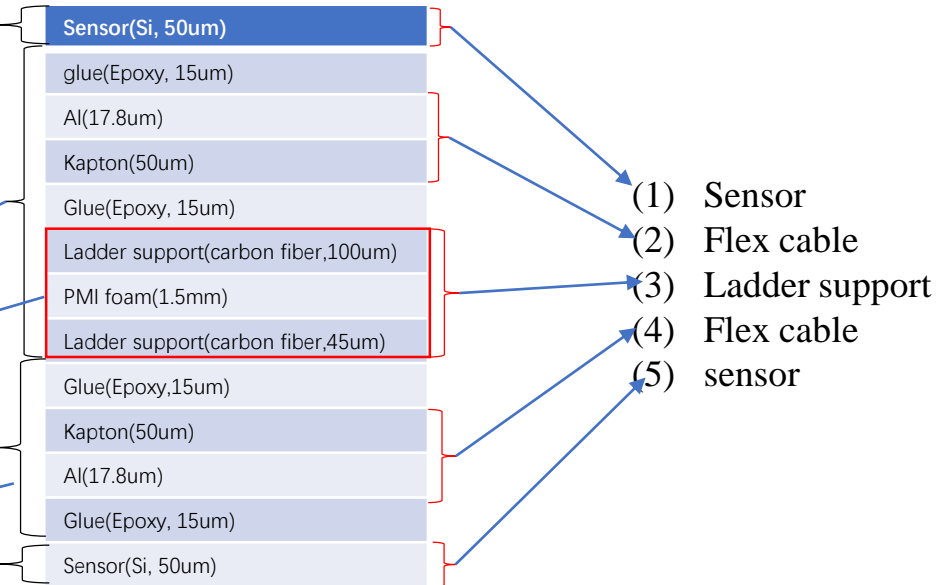 Sensor(Si, 50um)
glue(Epoxy, 15um)
Al(17.8um)
Kapton(50um)
Glue(Epoxy, 15um)
Ladder support(carbon fiber,100um)
PMI foam(1.5mm)
Ladder support(carbon fiber,45um)
Glue(Epoxy,15um)
Kapton(50um)
Al(17.8um)
Glue(Epoxy, 15um)
Sensor(Si, 50um)
(1) Sensor
(2) Flex cable
(3) Ladder support
(4) Flex cable
(5) sensor